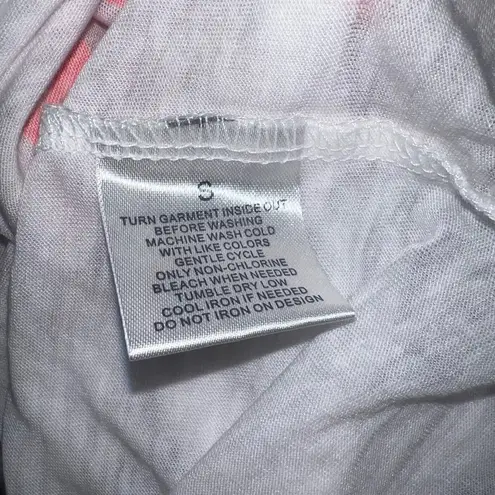 S
TURN GARMENT INSIDE OUT
BEFORE WASHING
MACHINE WASH COLD
WITH LIKE COLORS
GENTLE CYCLE
ONLY NON-CHLORINE
BLEACH WHEN NEEDED
TUMBLE DRY LOW
COOL IRON IF NEEDED
DO NOT IRON ON DESIGN